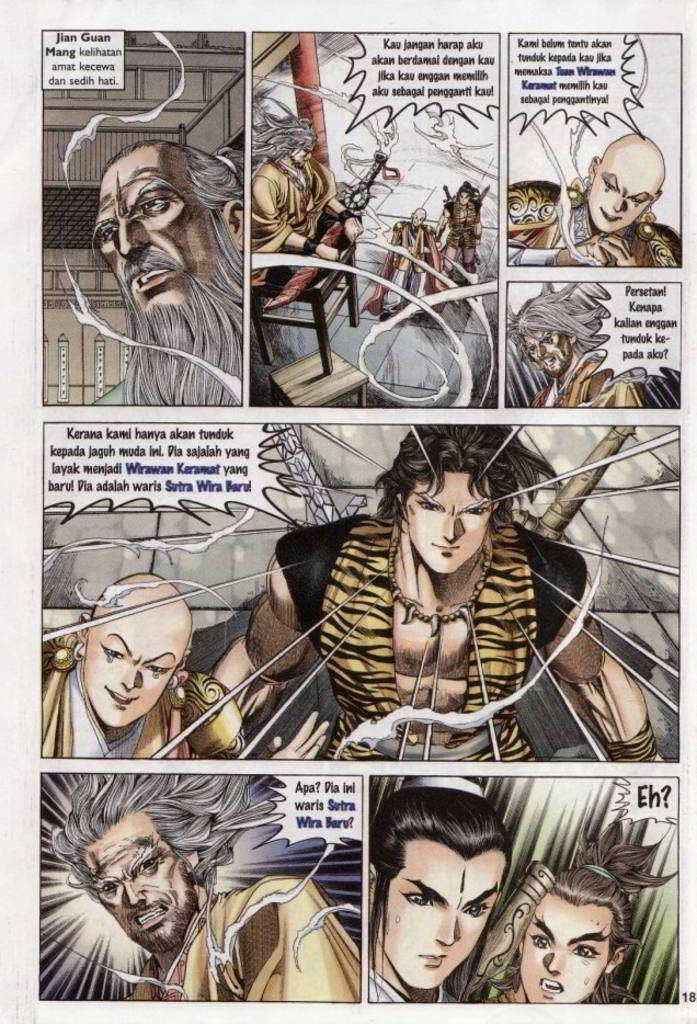 Jian Guan
Mang kelihatan
amat kecewa
dan sedih hati.
Kau jangan harap aku
akan berdamai dengan kau
jika kau enggan memilih
aku sebagai pengganti kau!
Kami belum tentu akan
tunduk kepada kau jika
memaksa Tuan Wirawan
Keramat memilih kau
sebagai penggantinya!
Persetan!
Kenapa
kalian enggan
tunduk ke-
pada aku?
Kerana kami hanya akan tunduk
kepada jaguh muda ini. Dia sajalah yang
layak menjadi Wirawan Keramat yang
baru! Dia adalah waris Sutra Wira Baru!
Apa? Dia ini
waris Sutra
Wira Baru?
Eh?
18